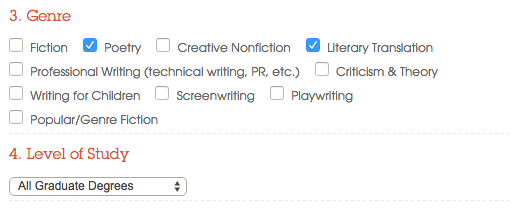 3. Genre
Fiction Poetry Creative Nonfiction Literary Translation
Professional Writing (technical writing, PR, etc.) Criticism & Theory
Writing for Children Screenwriting Playwriting
Popular/Genre Fiction
4. Level of Study
All Graduate Degrees